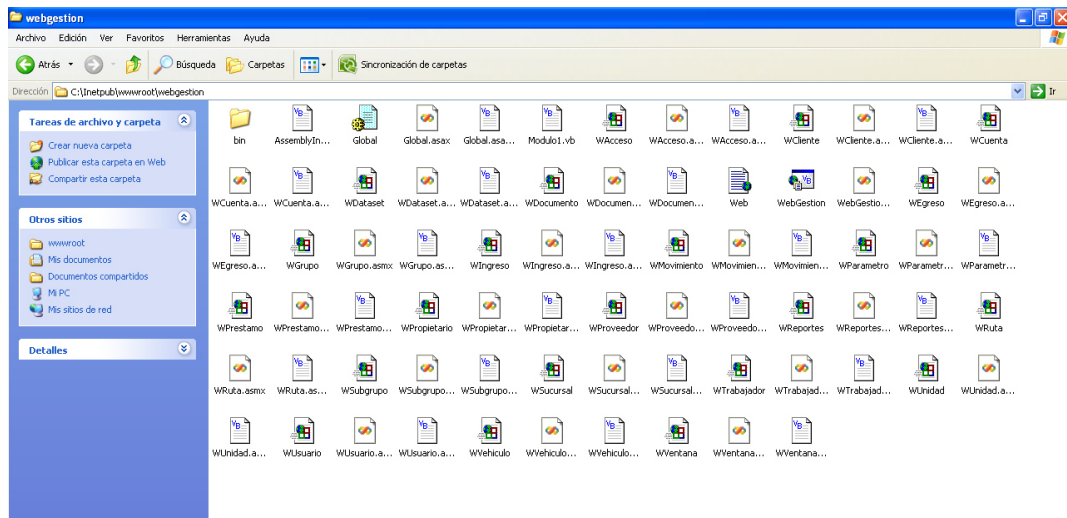 webgestion
Archivo Edición Ver Favoritos Herramientas Ayuda
Atrás Búsqueda Carpetas Sincronización de carpetas
Dirección C:\Inetpub\wwwroot\webgestion Ir
Tareas de archivo y carpeta
Crear nueva carpeta
Publicar esta carpeta en Web
Compartir esta carpeta
Otros sitios
wwwroot
Mis documentos
Documentos compartidos
Mi PC
Mis sitios de red
Detalles
bin AssemblyIn... Global Global.asax Global.asa... Modulo1.vb WAcceso WAcceso.a... WAcceso.a... WCliente WCliente.a... WCliente.a... WCuenta
WCuenta.a... WCuenta.a... WDataset WDataset.a... WDataset.a... WDocumento WDocumen... WDocumen... Web WebGestion WebGestio... WEgreso WEgreso.a...
WEgreso.a... WGrupo WGrupo.asmx WGrupo.as... WIngreso WIngreso.a... WIngreso.a... WMovimiento WMovimien... WMovimien... WParametro WParametr... WParametr...
WPrestamo WPrestamo... WPrestamo... WPropietario WPropietar... WPropietar... WProveedor WProveedo... WProveedo... WReportes WReportes... WReportes... WRuta
WRuta.asmx WRuta.as... WSubgrupo WSubgrupo... WSubgrupo... WSucursal WSucursal... WSucursal... WTrabajador WTrabajad... WTrabajad... WUnidad WUnidad.a...
WUnidad.a... WUsuario WUsuario.a... WUsuario.a... WVehiculo WVehiculo... WVehiculo... WVentana WVentana... WVentana...